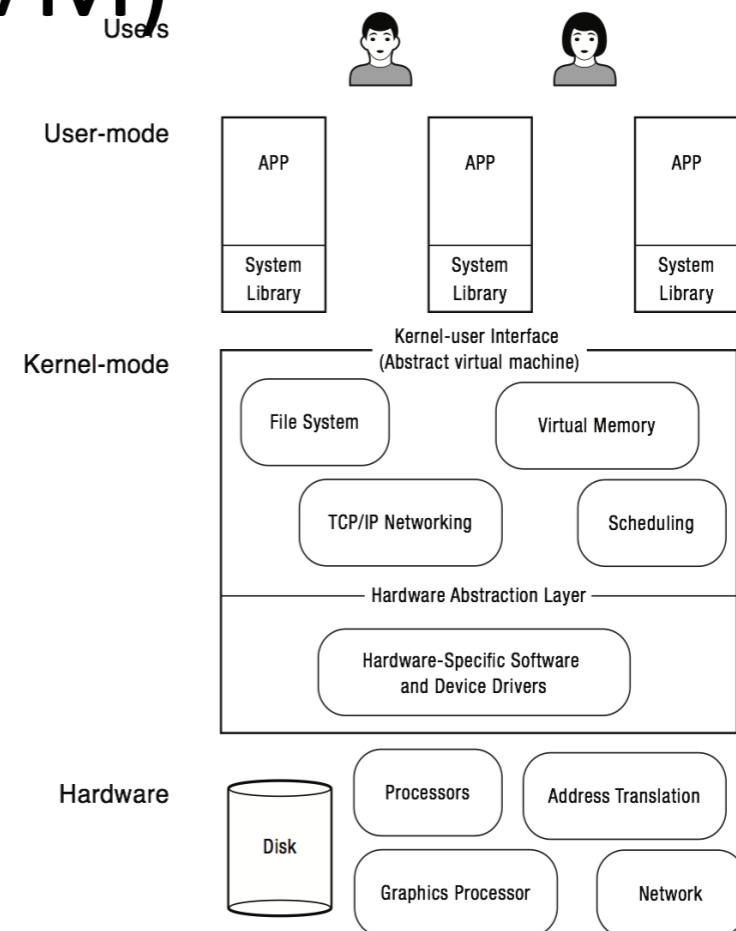 VM)
Users
User-mode
APP
APP
APP
System
Library
System
Library
System
Library
Kernel-user Interface
(Abstract virtual machine)
Kernel-mode
File System
Virtual Memory
TCP/IP Networking
Scheduling
Hardware Abstraction Layer
Hardware-Specific Software
and Device Drivers
Hardware
Processors
Address Translation
Disk
Graphics Processor
Network